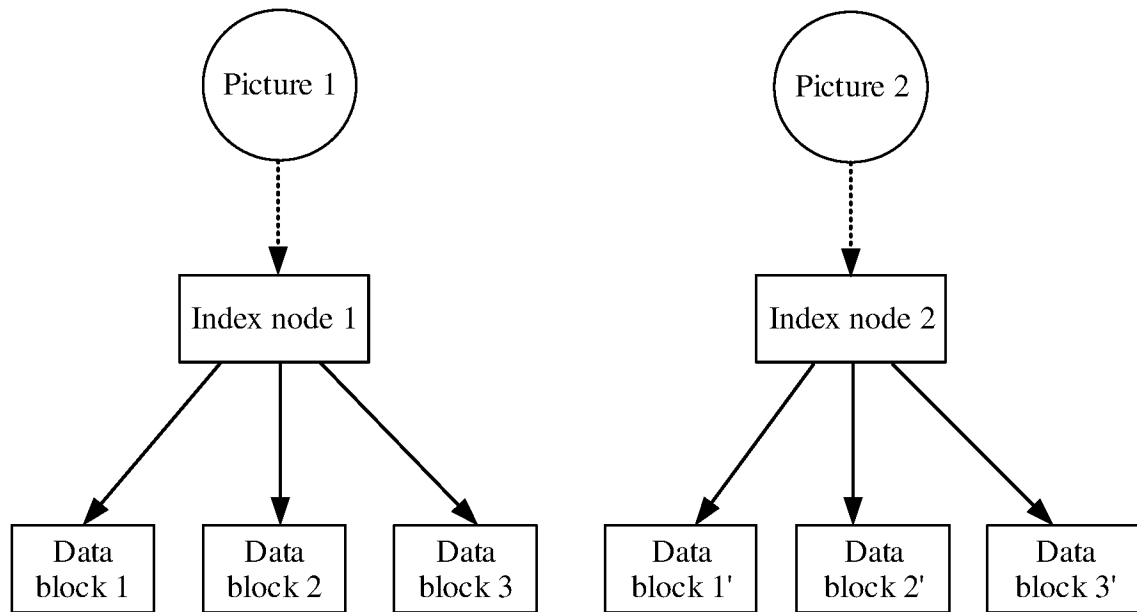 Picture 1
Picture 2
Index node 1
Index node 2
Data
block 1
Data
block 2
Data
block 3
Data
block 1'
Data
block 2'
Data
block 3'